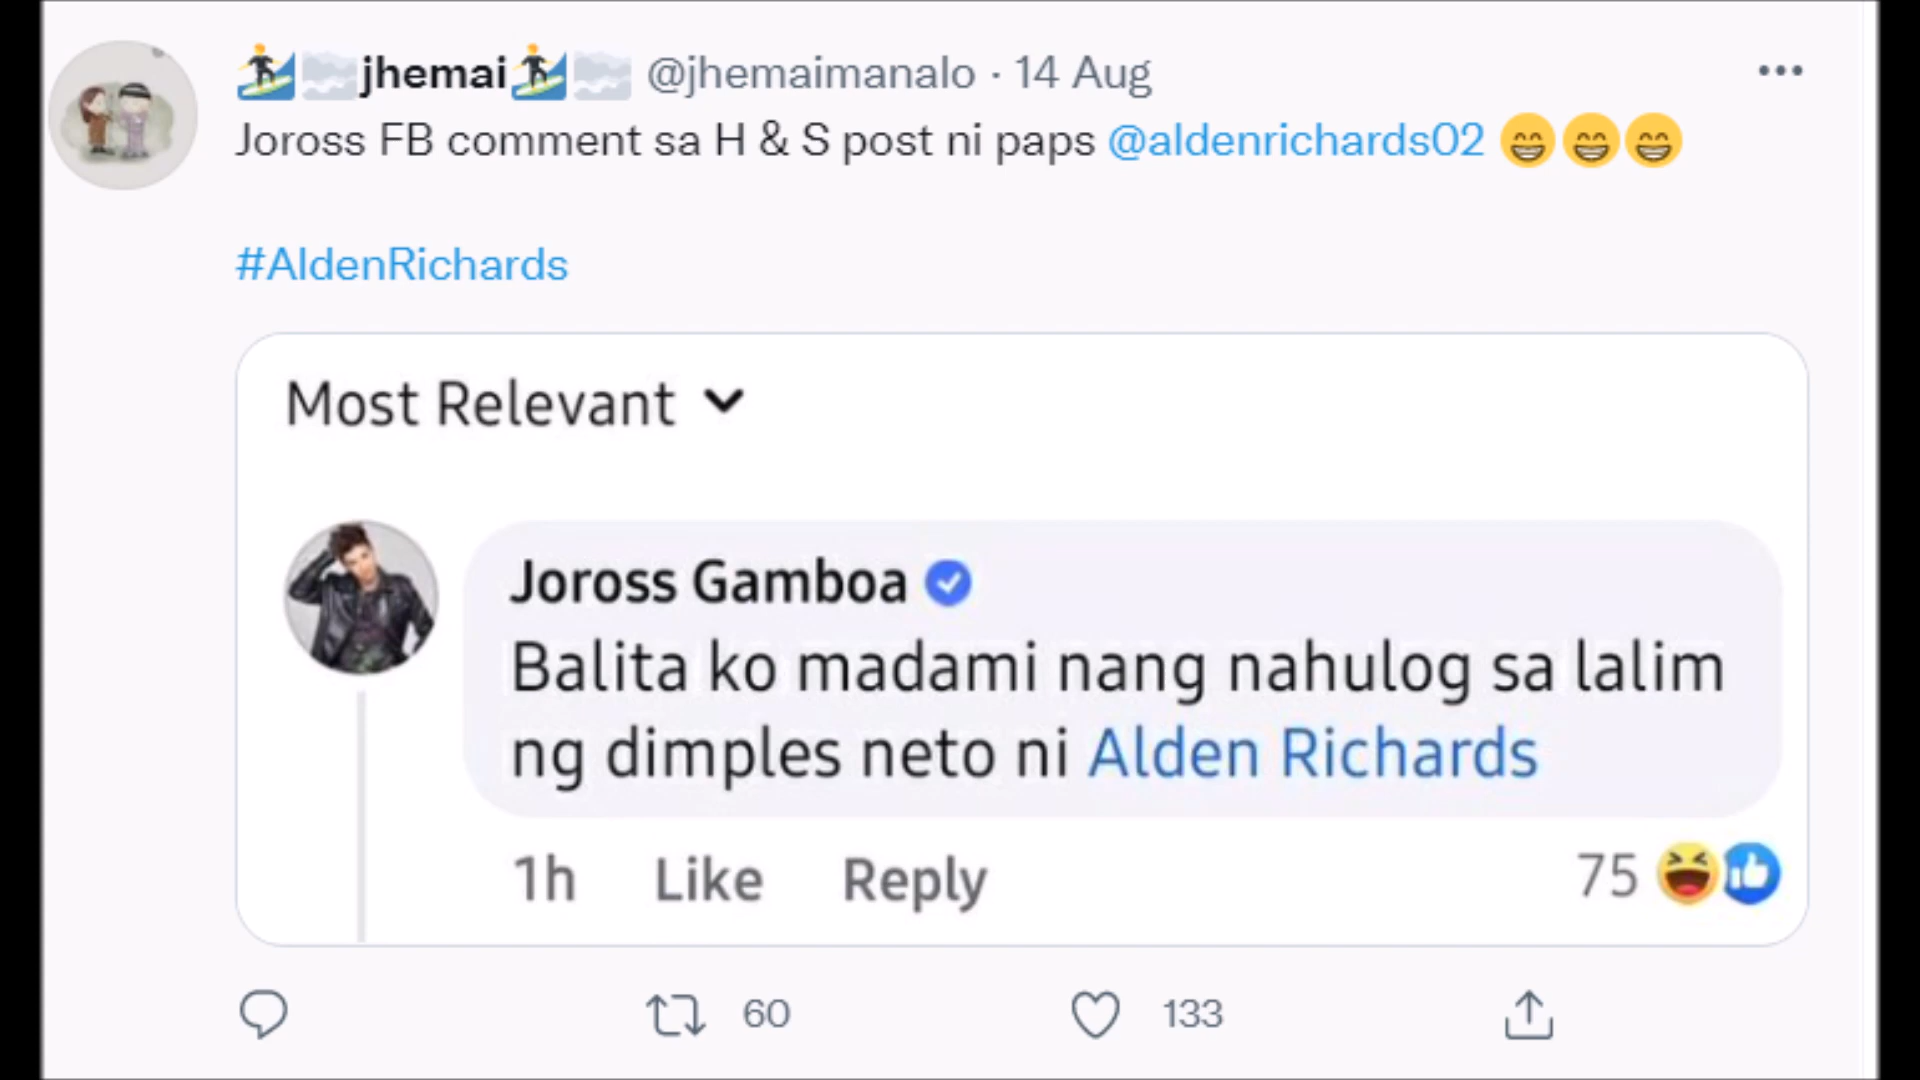 🏄🌫️jhemai🏄🌫️ @jhemaimanalo · 14 Aug
Joross FB comment sa H & S post ni paps @aldenrichards02 😁😁😁
#AldenRichards
Most Relevant
Joross Gamboa
Balita ko madami nang nahulog sa lalim
ng dimples neto ni Alden Richards
1h Like Reply 75
60 133